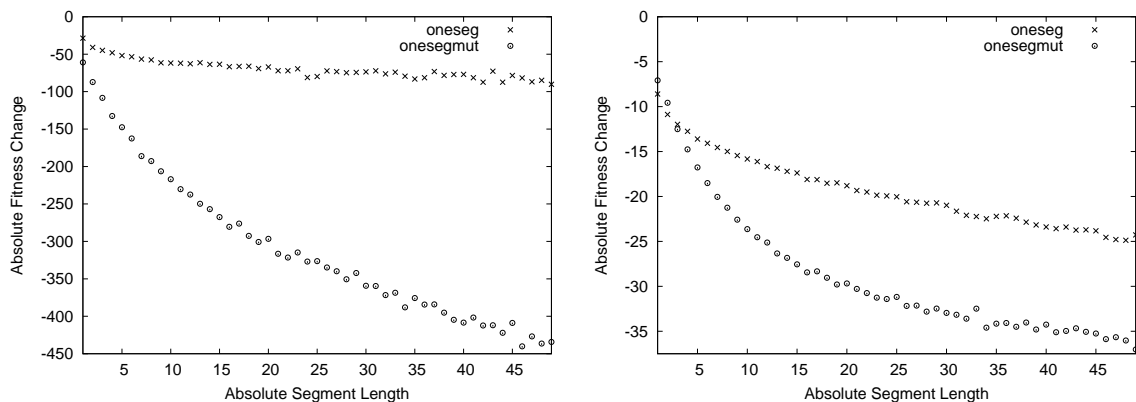 0
-50
-100
-150
-200
-250
-300
-350
-400
-450
5 10 15 20 25 30 35 40 45
Absolute Fitness Change
Absolute Segment Length
oneseg
onesegmut
0
-5
-10
-15
-20
-25
-30
-35
5 10 15 20 25 30 35 40 45
Absolute Fitness Change
Absolute Segment Length
oneseg
onesegmut